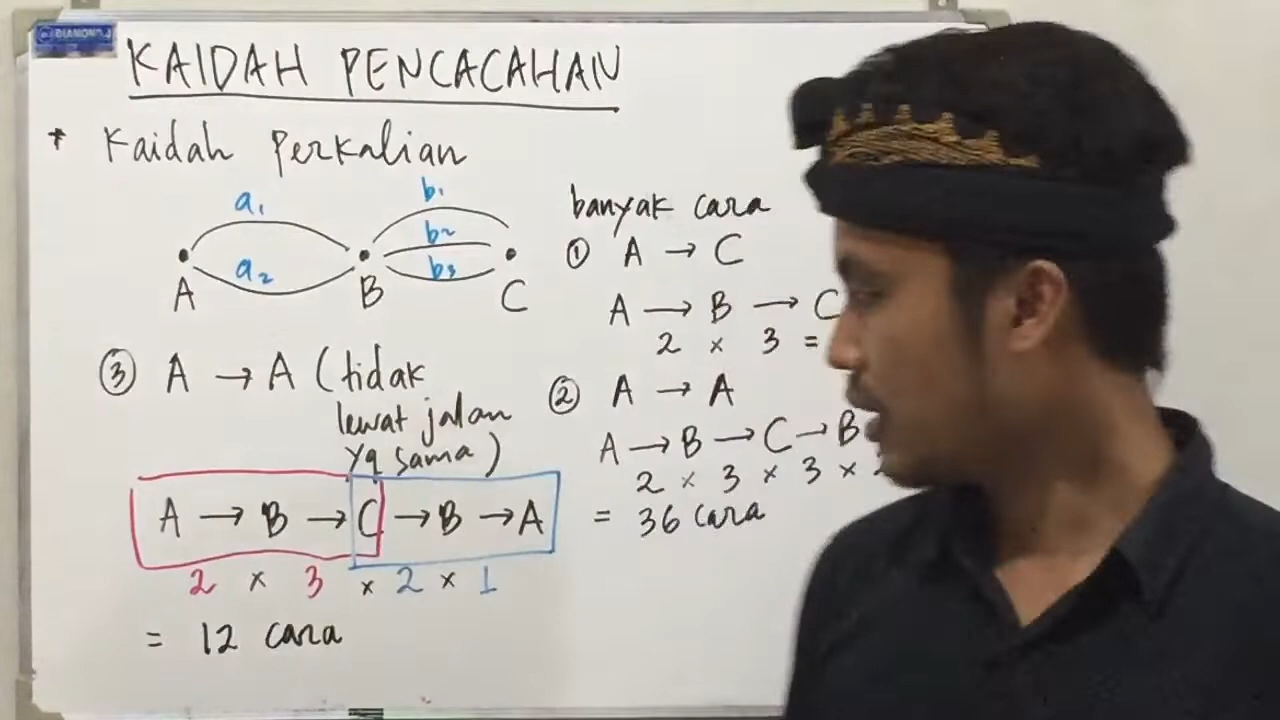 DIAMOND
KAIDAH PENCACAHAN
* Kaidah Perkalian
a1
a2
b1
b2
b3
A
B
C
banyak cara
① A → C
A → B → C
2 × 3 =
② A → A
A → B → C → B
2 × 3 × 3 ×
= 36 cara
③ A → A (tidak
lewat jalan
yg sama)
A → B → C → B → A
2 × 3 × 2 × 1
= 12 cara